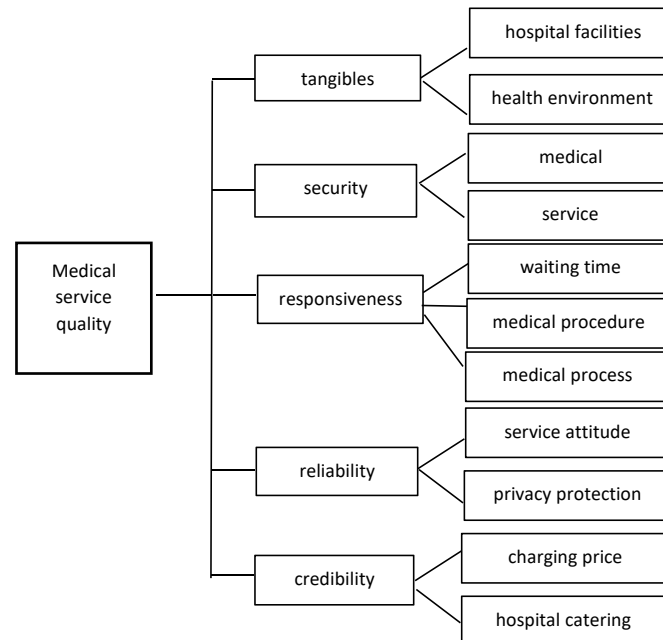 hospital facilities
tangibles
health environment
medical
security
service
Medical
service
quality
waiting time
responsiveness
medical procedure
medical process
service attitude
reliability
privacy protection
charging price
credibility
hospital catering